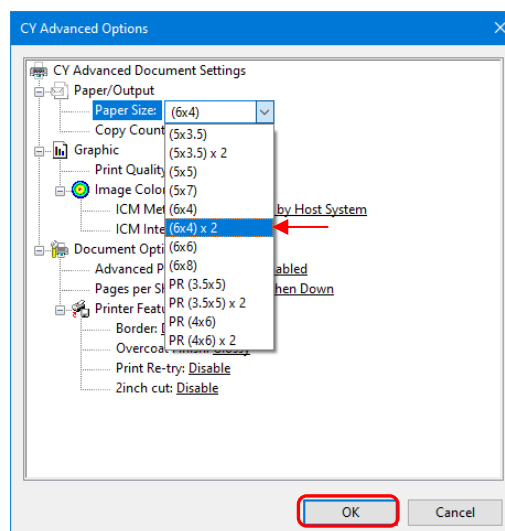 CY Advanced Options
CY Advanced Document Settings
Paper/Output
Paper Size: (6x4)
Copy Count
(5x3.5)
(5x3.5) x 2
Graphic
(5x5)
Print Quality
(5x7)
Image Color
(6x4)
ICM Met by Host System
(6x4) x 2
ICM Inte
(6x6)
Document Opti
(6x8)
Advanced P abled
PR (3.5x5)
Pages per Sh hen Down
PR (3.5x5) x 2
Printer Featu
PR (4x6)
Border:
PR (4x6) x 2
Overcoat Finish: Glossy
Print Re-try: Disable
2inch cut: Disable
OK Cancel